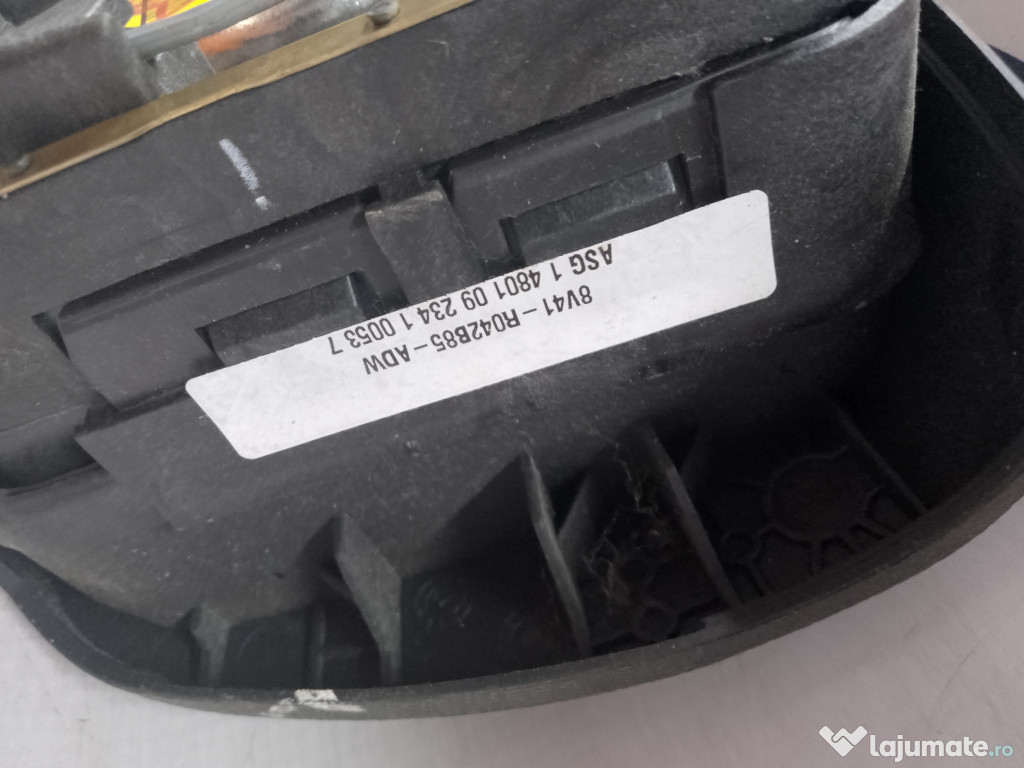 8V41-R042B85-ADW
ASG 1 4801 09 234 1 0053 7
lajumate.ro